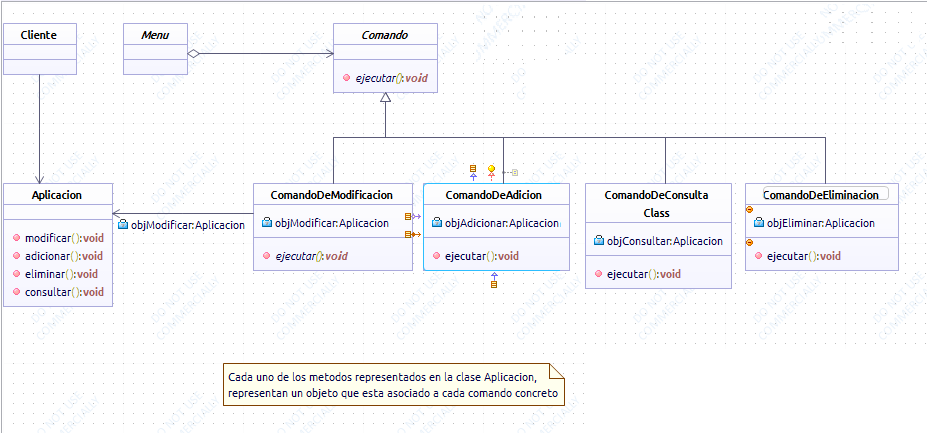 Cliente
Menu
Comando
ejecutar():void
Aplicacion
modificar():void
adicionar():void
eliminar():void
consultar():void
objModificar:Aplicacion
ComandoDeModificacion
objModificar:Aplicacion
ejecutar():void
ComandoDeAdicion
objAdicionar:Aplicacion
ejecutar():void
ComandoDeConsulta
Class
objConsultar:Aplicacion
ejecutar():void
ComandoDeEliminacion
objEliminar:Aplicacion
ejecutar():void
Cada uno de los metodos representados en la clase Aplicacion,
representan un objeto que esta asociado a cada comando concreto